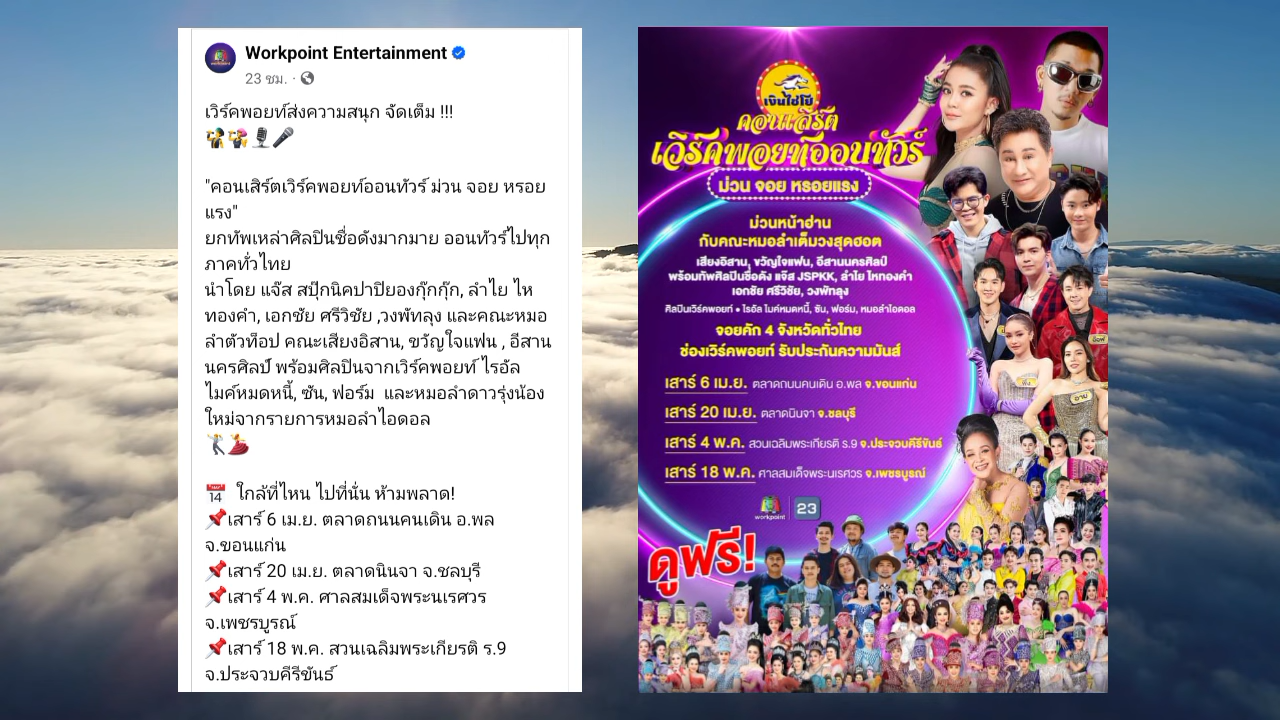 Workpoint Entertainment
23 ชม. ·
เวิร์คพอยท์ส่งความสนุก จัดเต็ม !!!
"คอนเสิร์ตเวิร์คพอยท์ออนทัวร์ ม่วน จอย หรอย
แรง"
ยกทัพเหล่าศิลปินชื่อดังมากมาย ออนทัวร์ไปทุก
ภาคทั่วไทย
นำโดย แจ๊ส สปุ๊กนิคปาปิยองกุ๊กกุ๊ก, ลำไย ไห
ทองคำ, เอกชัย ศรีวิชัย ,วงพัทลุง และคณะหมอ
ลำตัวท็อป คณะเสียงอิสาน, ขวัญใจแฟน , อีสาน
นครศิลป์ พร้อมศิลปินจากเวิร์คพอยท์ ไรอัล
ไมค์หมดหนี้, ซัน, ฟอร์ม และหมอลำดาวรุ่งน้อง
ใหม่จากรายการหมอลำไอดอล
14 ใกล้ที่ไหน ไปที่นั่น ห้ามพลาด!
เสาร์ 6 เม.ย. ตลาดถนนคนเดิน อ.พล
จ.ขอนแก่น
เสาร์ 20 เม.ย. ตลาดนินจา จ.ชลบุรี
เสาร์ 4 พ.ค. ศาลสมเด็จพระนเรศวร
จ.เพชรบูรณ์
เสาร์ 18 พ.ค. สวนเฉลิมพระเกียรติ ร.9
จ.ประจวบคีรีขันธ์
เงินไชโย
คอนเสิร์ต
เวิร์คพอยท์ออนทัวร์
ม่วน จอย หรอยแรง
ม่วนหน้าฮ่าน
กับคณะหมอลำเต็มวงสุดฮอต
เสียงอิสาน, ขวัญใจแฟน, อีสานนครศิลป์
พร้อมทัพศิลปินชื่อดัง แจ๊ส JSPKK, ลำไย ไหทองคำ
เอกชัย ศรีวิชัย, วงพัทลุง
ศิลปินเวิร์คพอยท์ • ไรอัล ไมค์หมดหนี้, ซัน, ฟอร์ม, หมอลำไอดอล
จอยคัก 4 จังหวัดทั่วไทย
ช่องเวิร์คพอยท์ รับประกันความมันส์
เสาร์ 6 เม.ย. ตลาดถนนคนเดิน อ.พล จ.ขอนแก่น
เสาร์ 20 เม.ย. ตลาดนินจา จ.ชลบุรี
เสาร์ 4 พ.ค. สวนเฉลิมพระเกียรติ ร.9 จ.ประจวบคีรีขันธ์
เสาร์ 18 พ.ค. ศาลสมเด็จพระนเรศวร จ.เพชรบูรณ์
workpoint 23
ดูฟรี!